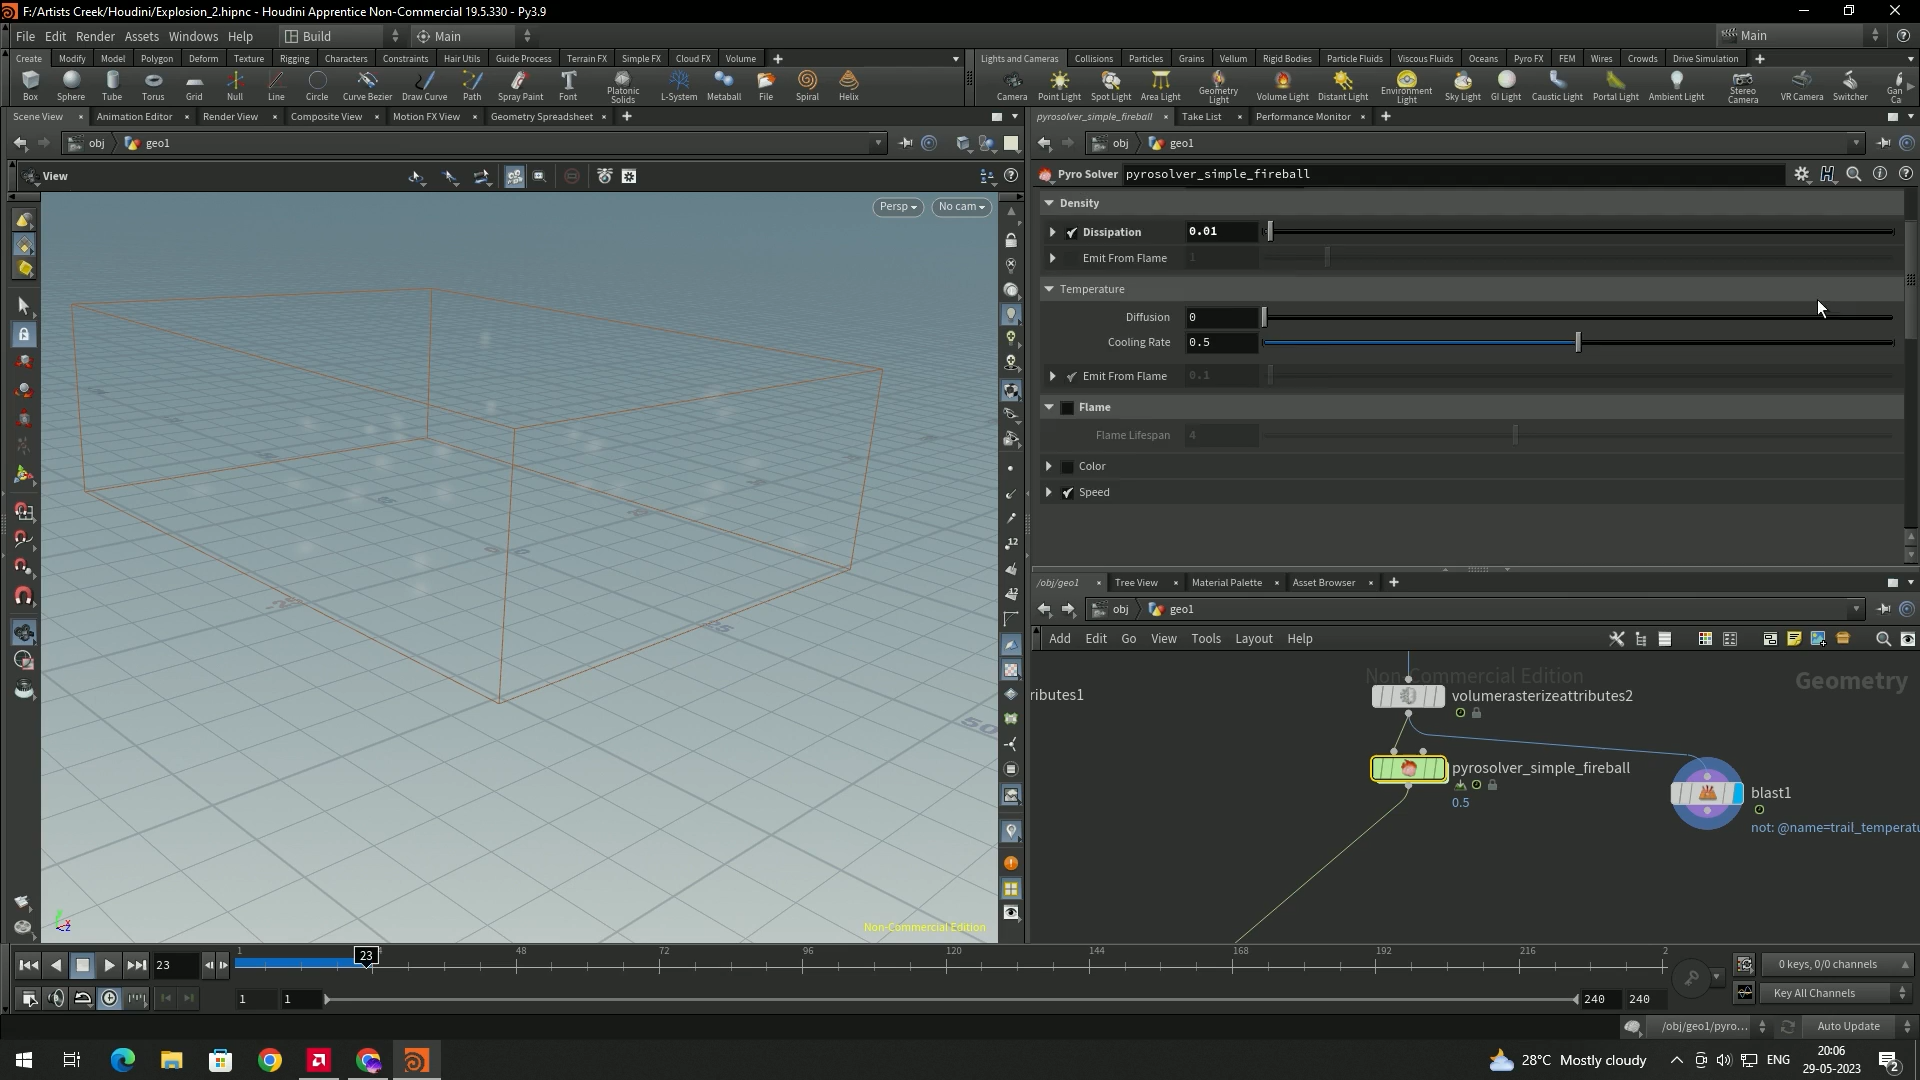 F:/Artists Creek/Houdini/Explosion_2.hipnc - Houdini Apprentice Non-Commercial 19.5.330 - Py3.9
File Edit Render Assets Windows Help Build Main Main
Create Modify Model Polygon Deform Texture Rigging Characters Constraints Hair Utils Guide Process Terrain FX Simple FX Cloud FX Volume
Lights and Cameras Collisions Particles Grains Vellum Rigid Bodies Particle Fluids Viscous Fluids Oceans Pyro FX FEM Wires Crowds Drive Simulation
Box Sphere Tube Torus Grid Null Line Circle Curve Bezier Draw Curve Path Spray Paint Font Platonic Solids L-System Metaball File Spiral Helix
Camera Point Light Spot Light Area Light Geometry Light Volume Light Distant Light Environment Light Sky Light GI Light Caustic Light Portal Light Ambient Light Stereo Camera VR Camera Switcher Gan Ca
Scene View Animation Editor Render View Composite View Motion FX View Geometry Spreadsheet
pyrosolver_simple_fireball Take List Performance Monitor
obj geo1
obj geo1
View
Pyro Solver pyrosolver_simple_fireball
Persp No cam
Density
Dissipation 0.01
Emit From Flame 1
Temperature
Diffusion 0
Cooling Rate 0.5
Emit From Flame 0.1
Flame
Flame Lifespan 4
Color
Speed
/obj/geo1 Tree View Material Palette Asset Browser
obj geo1
Add Edit Go View Tools Layout Help
Non-Commercial Edition
Geometry
ributes1
volumerasterizeattributes2
pyrosolver_simple_fireball
0.5
blast1
not: @name=trail_temperatu
50
25
Non-Commercial Edition
1 48 72 96 120 144 168 192 216 2
23
23
0 keys, 0/0 channels
1 1 240 240
Key All Channels
/obj/geo1/pyro... Auto Update
28°C Mostly cloudy ENG
20:06
29-05-2023
2